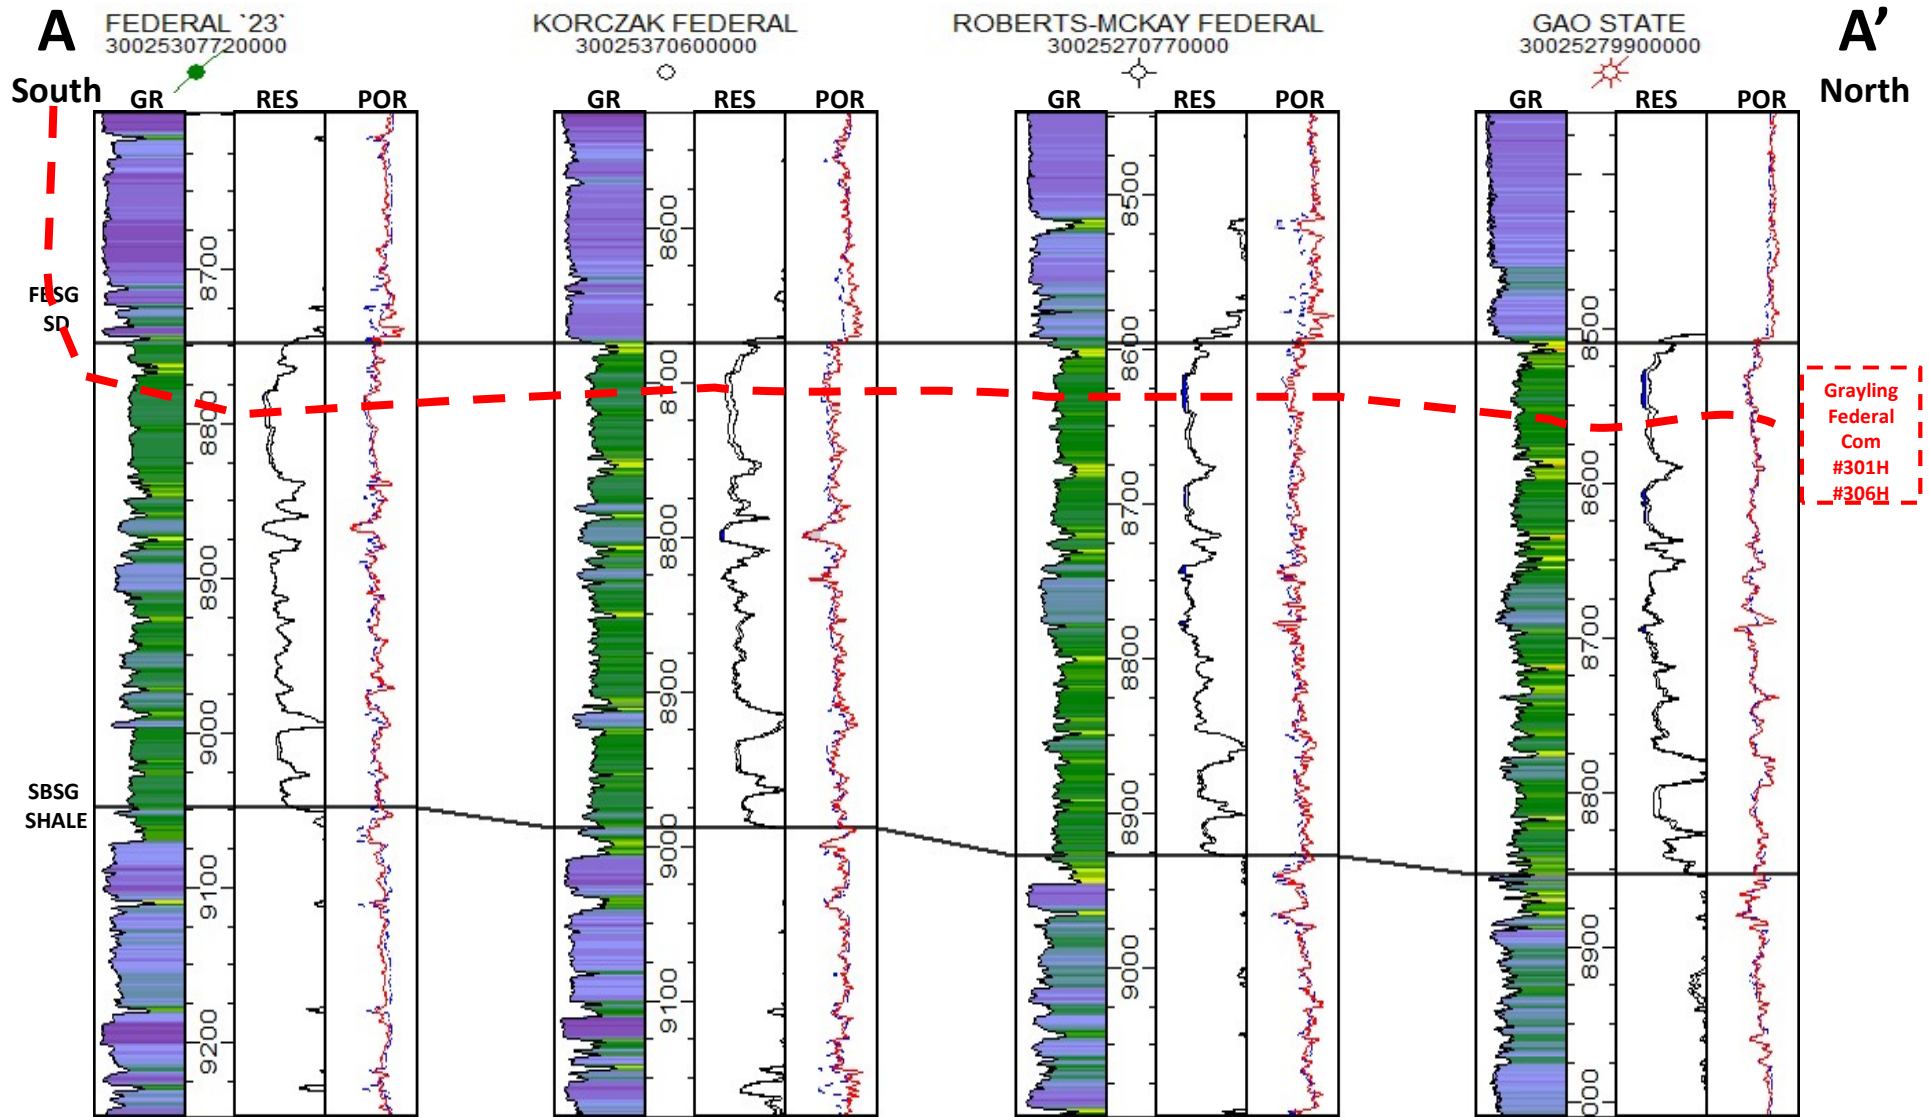 A
South
FEDERAL `23`
30025307720000
KORCZAK FEDERAL
30025370600000
ROBERTS-MCKAY FEDERAL
30025270770000
GAO STATE
30025279900000
A'
North
GR RES POR
GR RES POR
GR RES POR
GR RES POR
FBSG
SD
SBSG
SHALE
8700
8800
8900
9000
9100
9200
8600
8700
8800
8900
9000
9100
8500
8600
8700
8800
8900
9000
8500
8600
8700
8800
8900
Grayling
Federal
Com
#301H
#306H